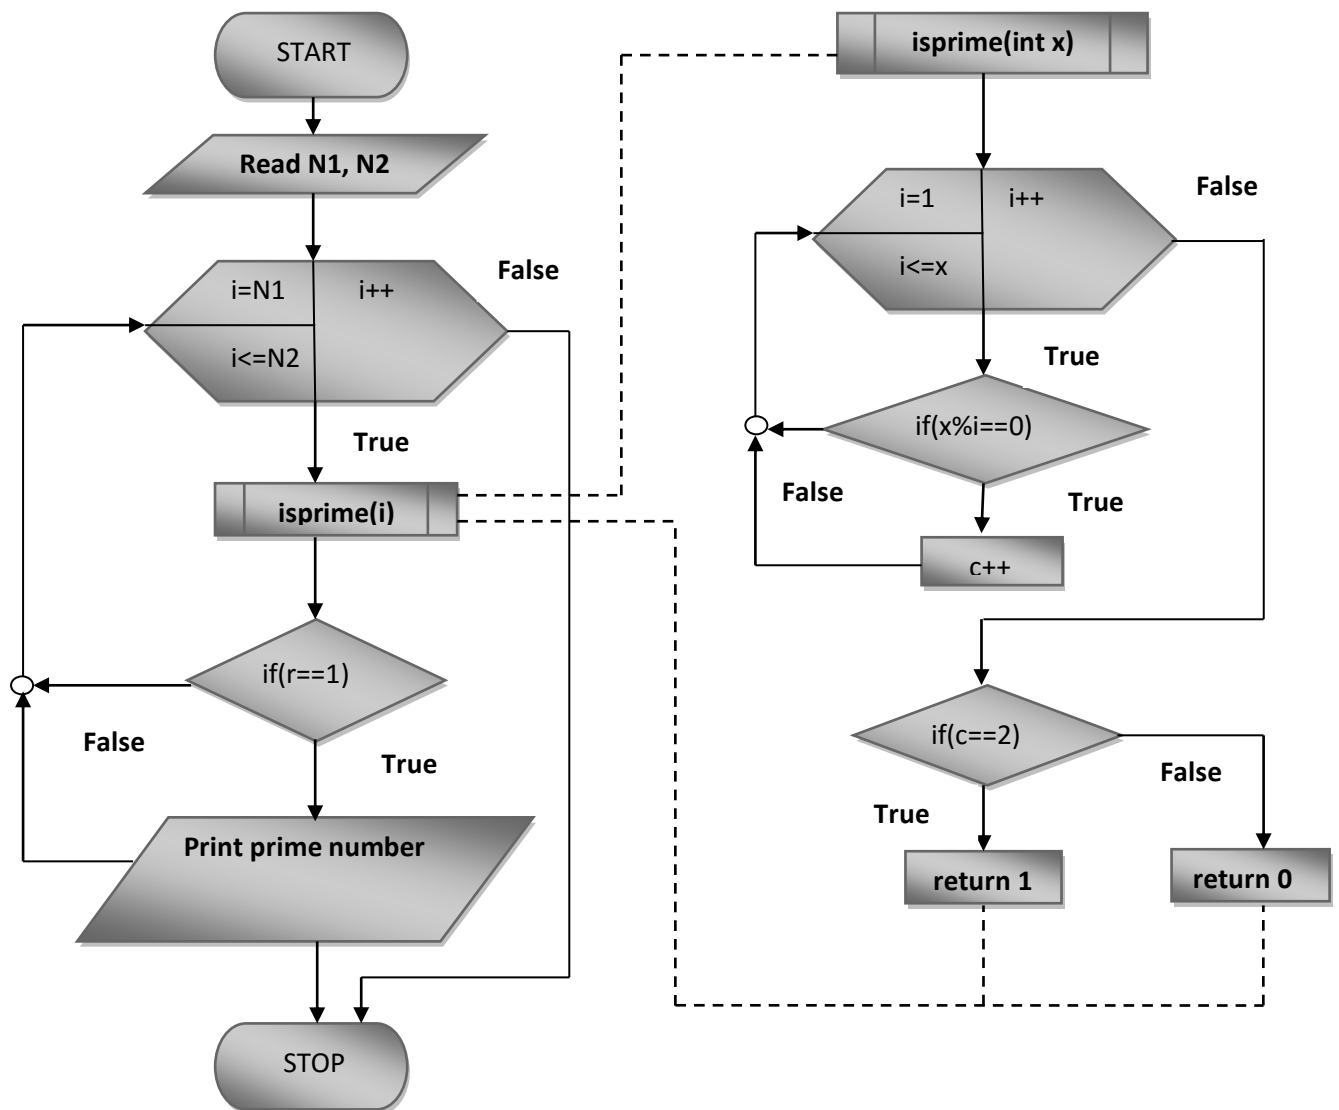 START
Read N1, N2
i=N1
i++
False
i<=N2
True
isprime(i)
if(r==1)
False
True
Print prime number
STOP
isprime(int x)
i=1
i++
False
i<=x
True
if(x%i==0)
False
True
c++
if(c==2)
False
True
return 1
return 0